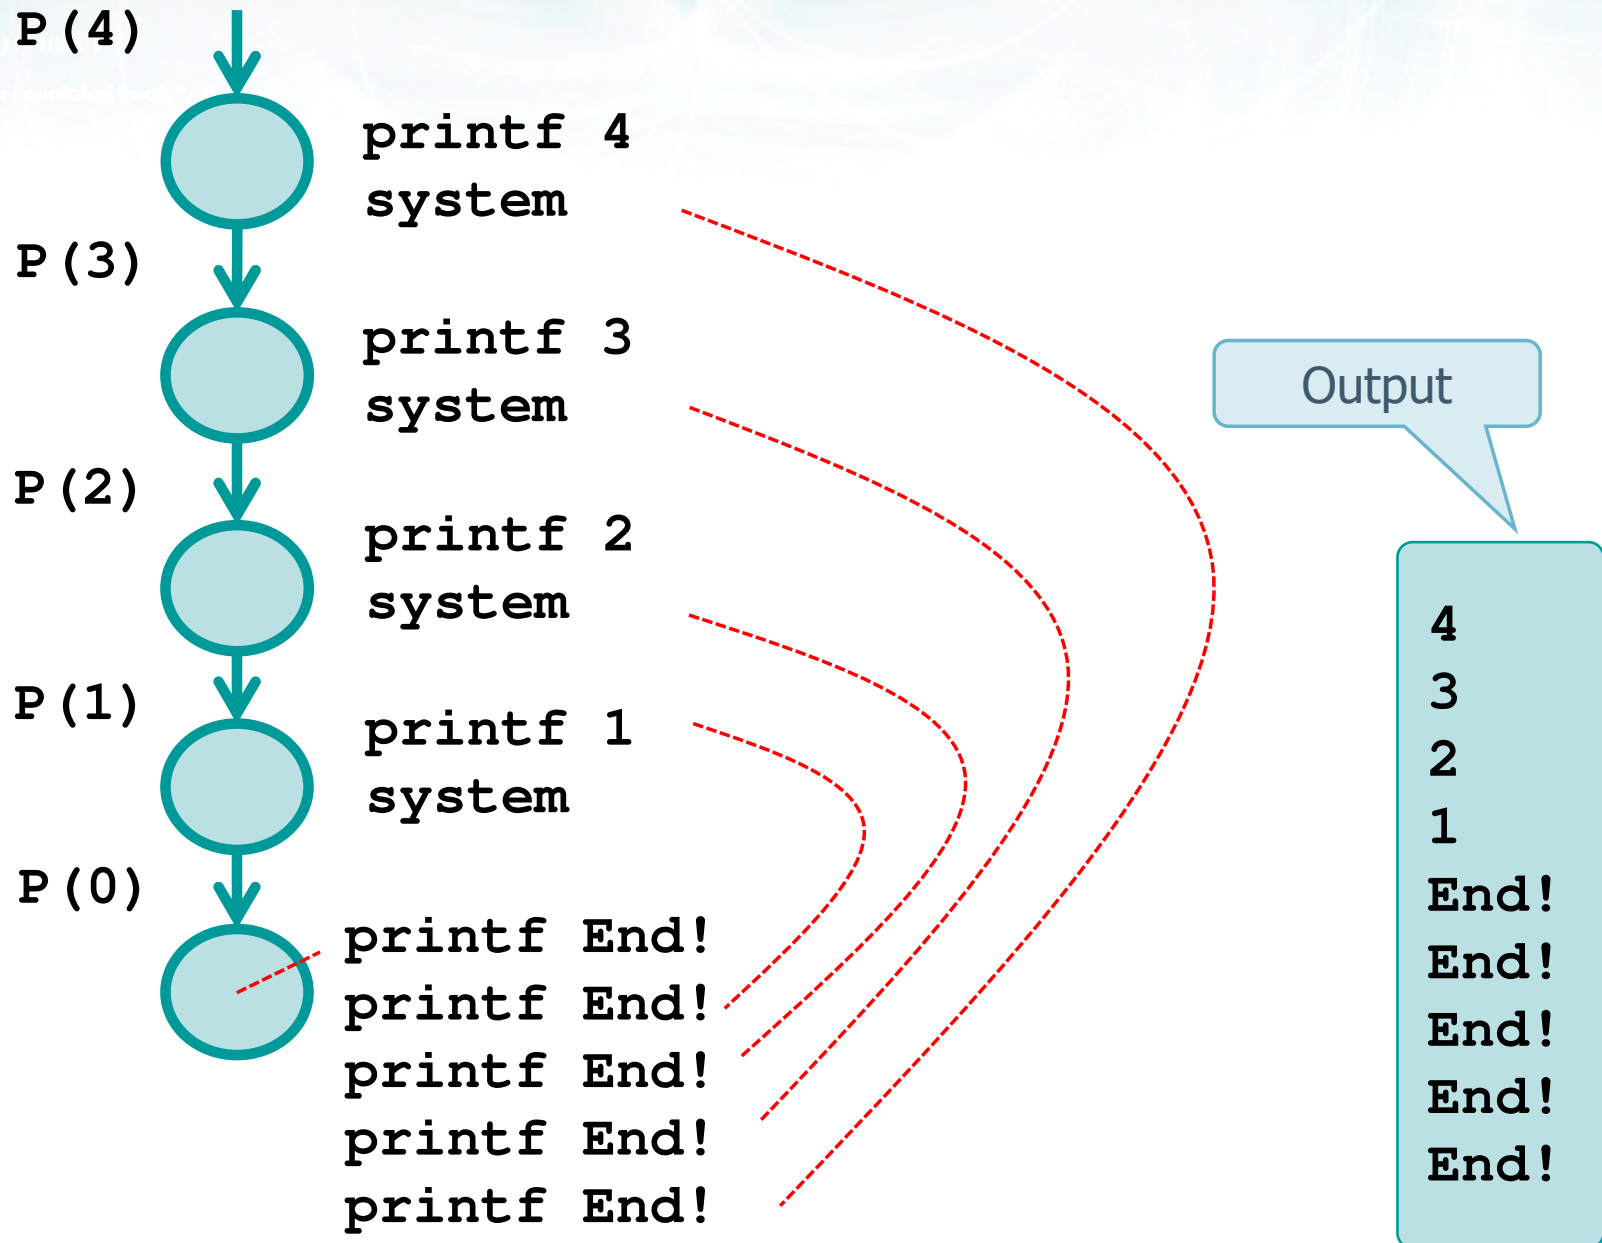 P(4)
printf 4
system
P(3)
printf 3
system
P(2)
printf 2
system
P(1)
printf 1
system
P(0)
printf End!
printf End!
printf End!
printf End!
printf End!
Output
4
3
2
1
End!
End!
End!
End!
End!